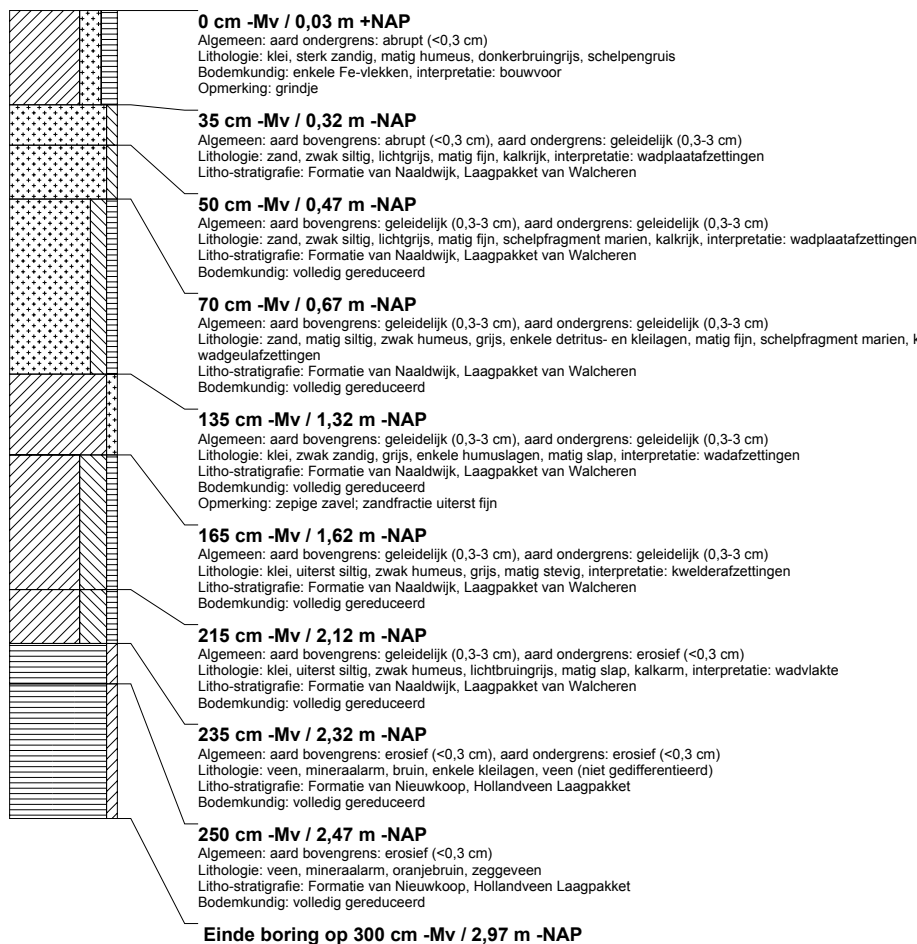 0 cm -Mv / 0,03 m +NAP
Algemeen: aard ondergrens: abrupt (<0,3 cm)
Lithologie: klei, sterk zandig, matig humeus, donkerbruingrijs, schelpengruis
Bodemkundig: enkele Fe-vlekken, interpretatie: bouwvoor
Opmerking: grindje
35 cm -Mv / 0,32 m -NAP
Algemeen: aard bovengrens: abrupt (<0,3 cm), aard ondergrens: geleidelijk (0,3-3 cm)
Lithologie: zand, zwak siltig, lichtgrijs, matig fijn, kalkrijk, interpretatie: wadplaatafzettingen
Litho-stratigrafie: Formatie van Naaldwijk, Laagpakket van Walcheren
50 cm -Mv / 0,47 m -NAP
Algemeen: aard bovengrens: geleidelijk (0,3-3 cm), aard ondergrens: geleidelijk (0,3-3 cm)
Lithologie: zand, zwak siltig, lichtgrijs, matig fijn, schelpfragment marien, kalkrijk, interpretatie: wadplaatafzettingen
Litho-stratigrafie: Formatie van Naaldwijk, Laagpakket van Walcheren
Bodemkundig: volledig gereduceerd
70 cm -Mv / 0,67 m -NAP
Algemeen: aard bovengrens: geleidelijk (0,3-3 cm), aard ondergrens: geleidelijk (0,3-3 cm)
Lithologie: zand, matig siltig, zwak humeus, grijs, enkele detritus- en kleilagen, matig fijn, schelpfragment marien,
wadgeulafzettingen
Litho-stratigrafie: Formatie van Naaldwijk, Laagpakket van Walcheren
Bodemkundig: volledig gereduceerd
135 cm -Mv / 1,32 m -NAP
Algemeen: aard bovengrens: geleidelijk (0,3-3 cm), aard ondergrens: geleidelijk (0,3-3 cm)
Lithologie: klei, zwak zandig, grijs, enkele humuslagen, matig slap, interpretatie: wadafzettingen
Litho-stratigrafie: Formatie van Naaldwijk, Laagpakket van Walcheren
Bodemkundig: volledig gereduceerd
Opmerking: zepige zavel; zandfractie uiterst fijn
165 cm -Mv / 1,62 m -NAP
Algemeen: aard bovengrens: geleidelijk (0,3-3 cm), aard ondergrens: geleidelijk (0,3-3 cm)
Lithologie: klei, uiterst siltig, zwak humeus, grijs, matig stevig, interpretatie: kwelderafzettingen
Litho-stratigrafie: Formatie van Naaldwijk, Laagpakket van Walcheren
Bodemkundig: volledig gereduceerd
215 cm -Mv / 2,12 m -NAP
Algemeen: aard bovengrens: geleidelijk (0,3-3 cm), aard ondergrens: erosief (<0,3 cm)
Lithologie: klei, uiterst siltig, zwak humeus, lichtbruingrijs, matig slap, kalkarm, interpretatie: wadvlakte
Litho-stratigrafie: Formatie van Naaldwijk, Laagpakket van Walcheren
Bodemkundig: volledig gereduceerd
235 cm -Mv / 2,32 m -NAP
Algemeen: aard bovengrens: erosief (<0,3 cm), aard ondergrens: erosief (<0,3 cm)
Lithologie: veen, mineraalarm, bruin, enkele kleilagen, veen (niet gedifferentieerd)
Litho-stratigrafie: Formatie van Nieuwkoop, Hollandveen Laagpakket
Bodemkundig: volledig gereduceerd
250 cm -Mv / 2,47 m -NAP
Algemeen: aard bovengrens: erosief (<0,3 cm)
Lithologie: veen, mineraalarm, oranjebruin, zeggeveen
Litho-stratigrafie: Formatie van Nieuwkoop, Hollandveen Laagpakket
Bodemkundig: volledig gereduceerd
Einde boring op 300 cm -Mv / 2,97 m -NAP